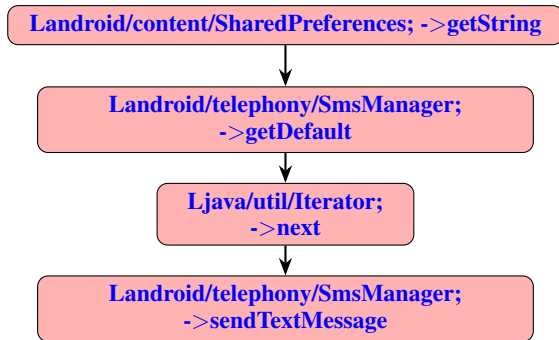 Landroid/content/SharedPreferences; ->getString
Landroid/telephony/SmsManager;
->getDefault
Ljava/util/Iterator;
->next
Landroid/telephony/SmsManager;
->sendTextMessage